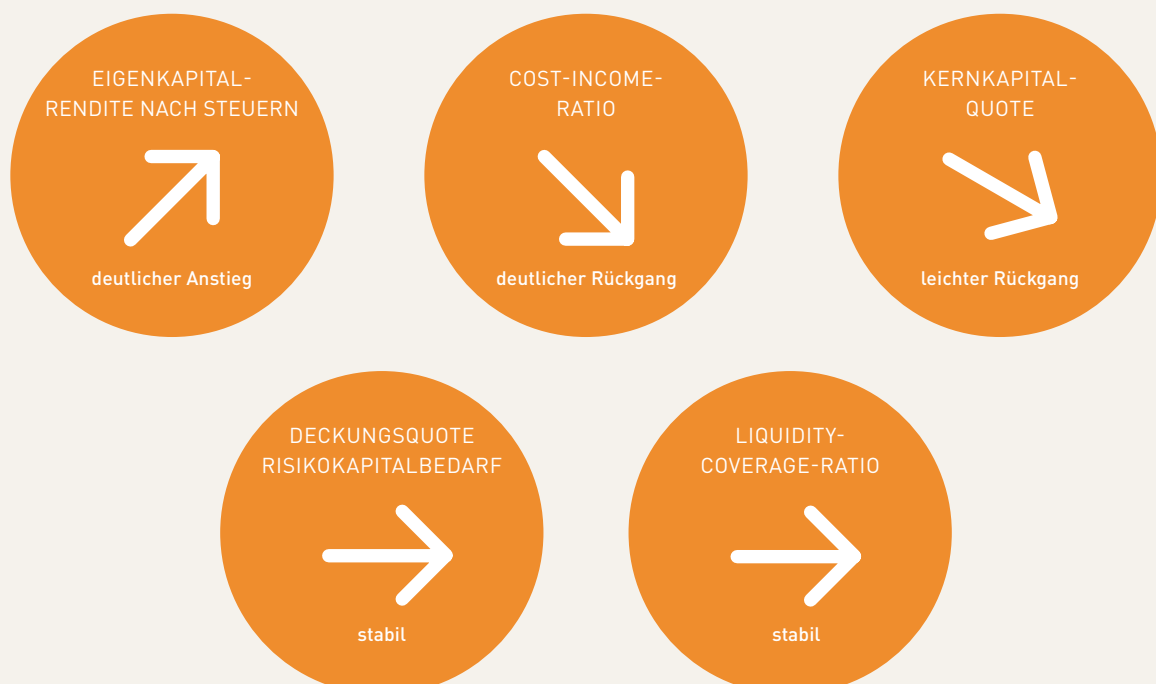 EIGENKAPITAL-
RENDITE NACH STEUERN
deutlicher Anstieg
COST-INCOME-
RATIO
deutlicher Rückgang
KERNKAPITAL-
QUOTE
leichter Rückgang
DECKUNGSQUOTE
RISIKOKAPITALBEDARF
stabil
LIQUIDITY-
COVERAGE-RATIO
stabil